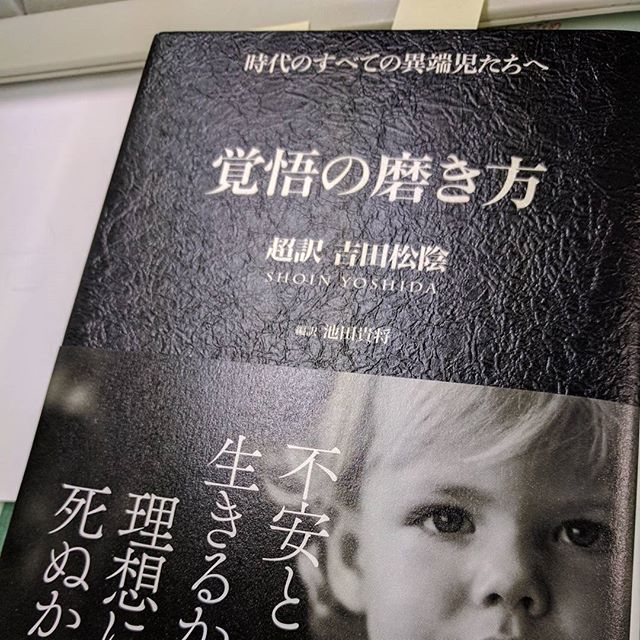 時代のすべての異端児たちへ
覚悟の磨き方
超訳 吉田松陰
SHOIN YOSHIDA
編訳 池田貴将
不安と
生きるか
理想に
死ぬか